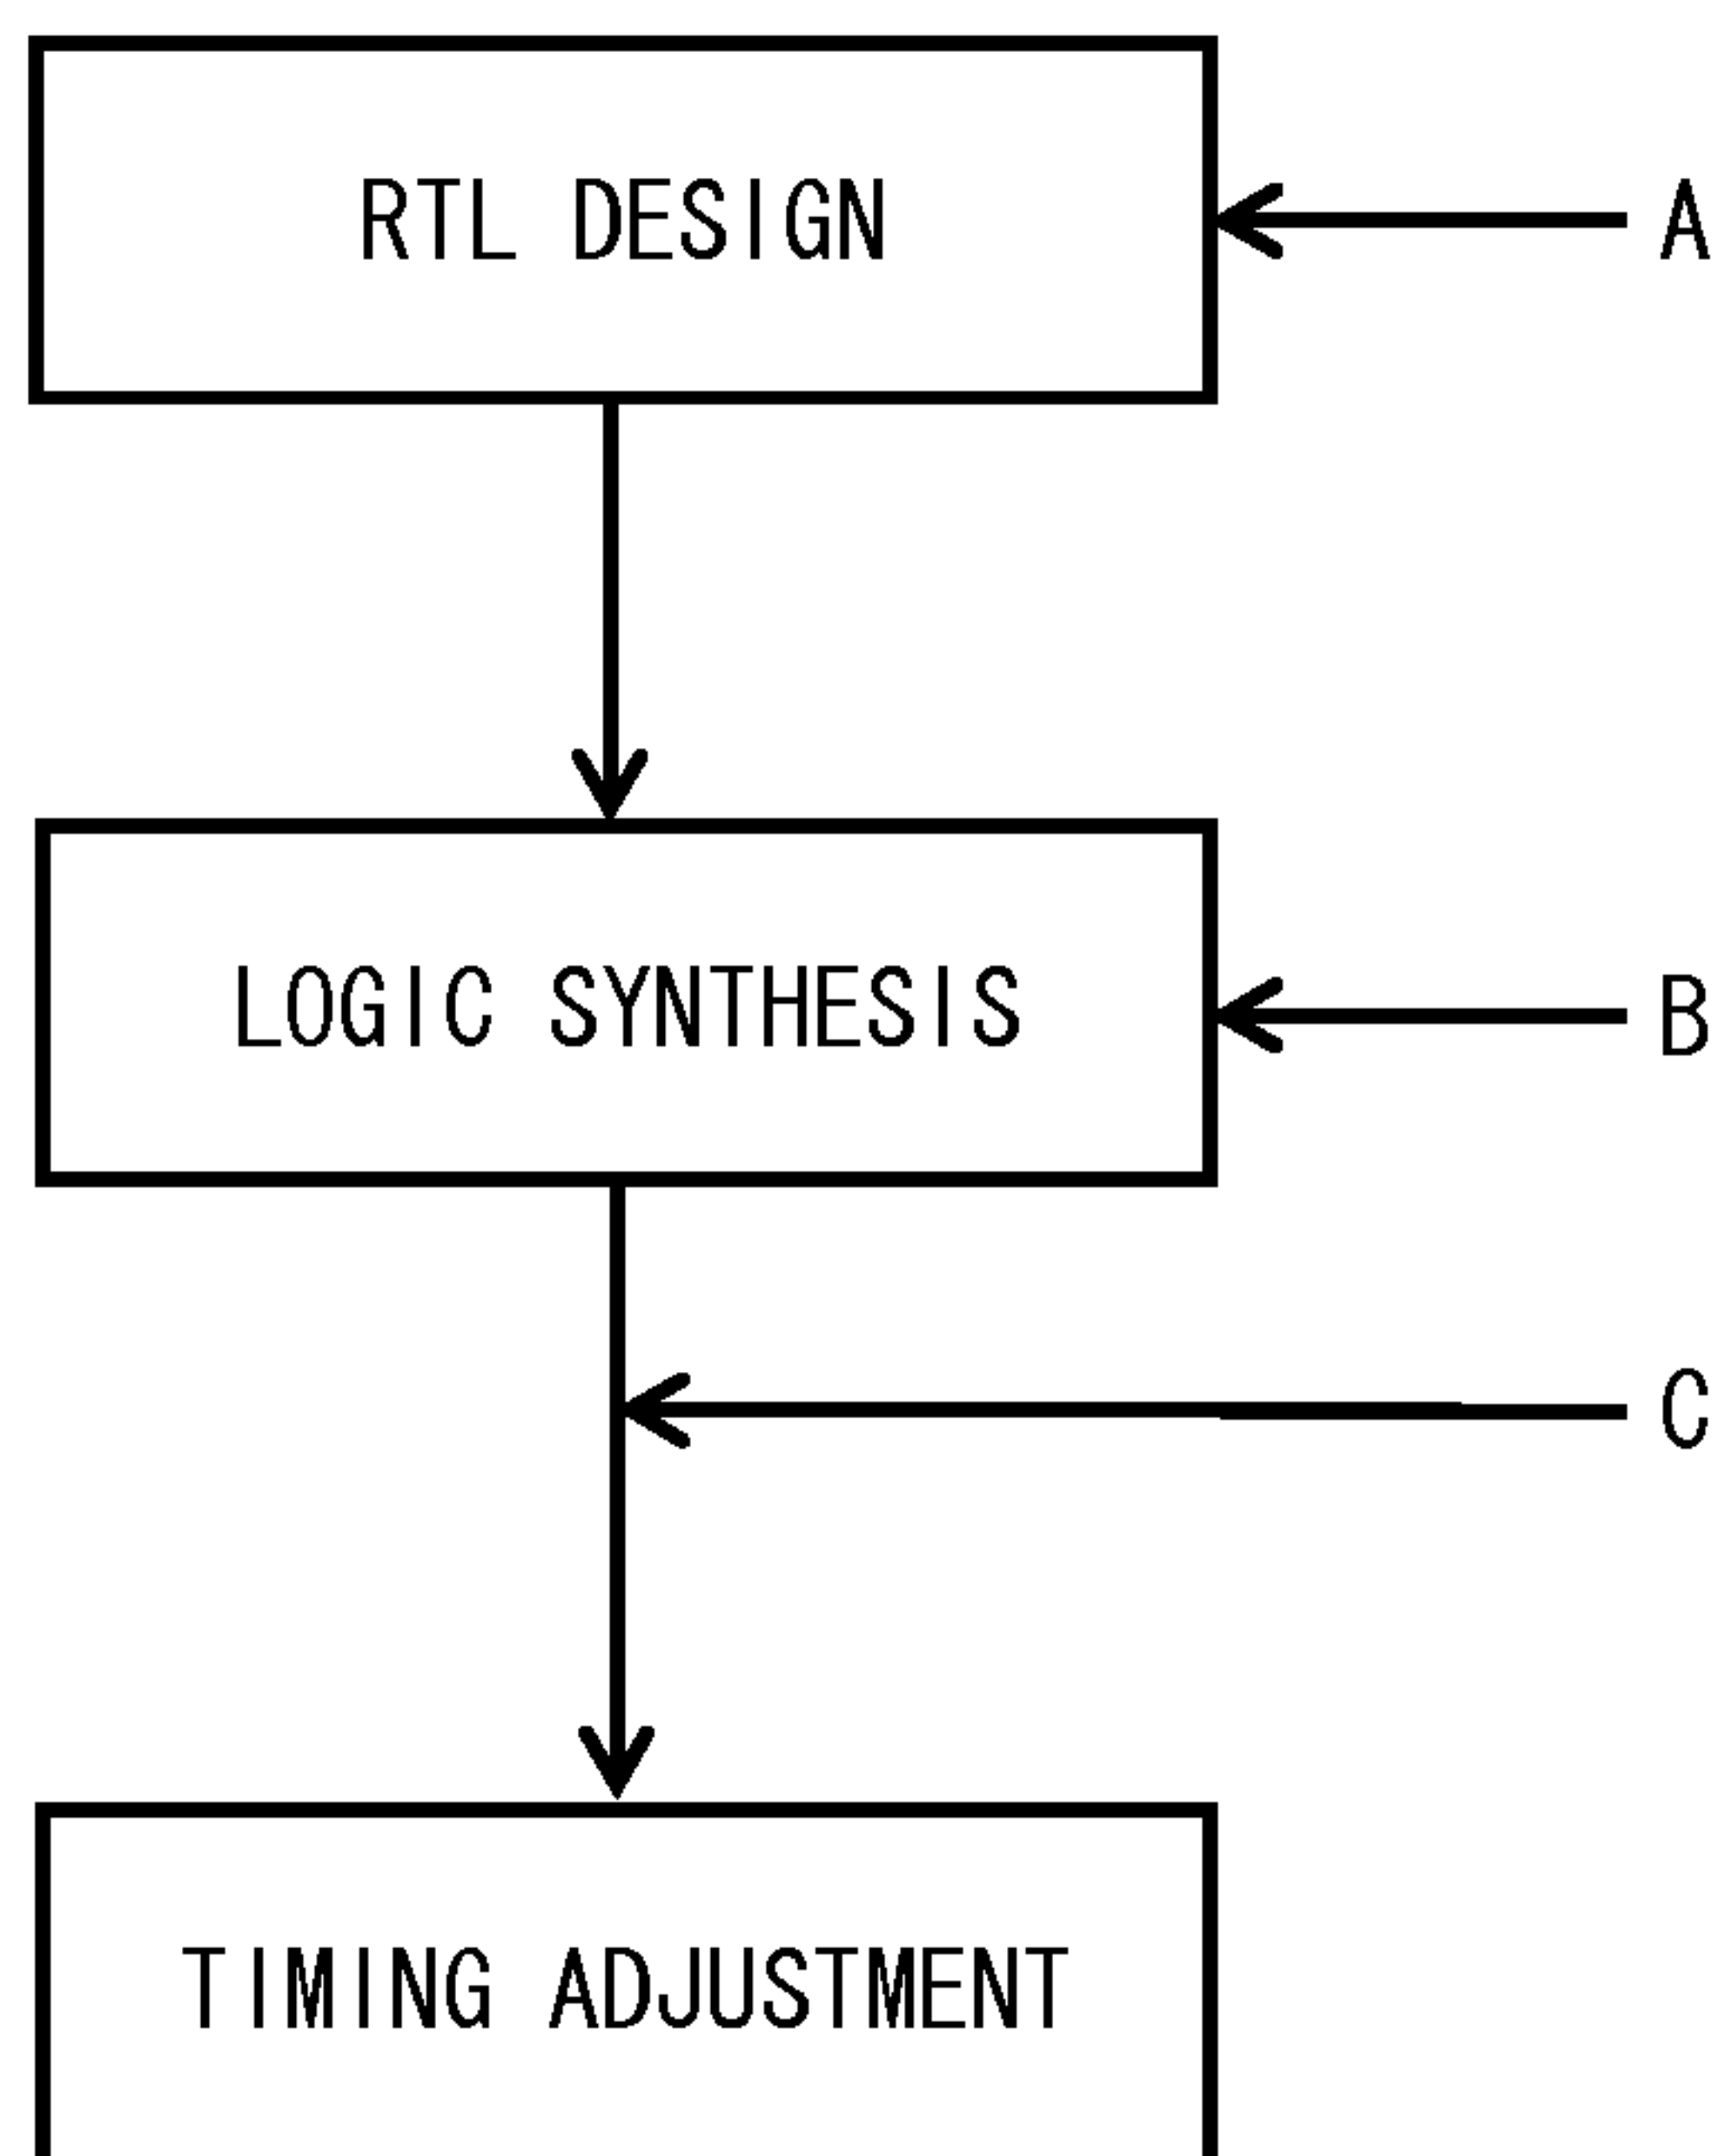 RTL DESIGN
A
LOGIC SYNTHESIS
B
C
TIMING ADJUSTMENT